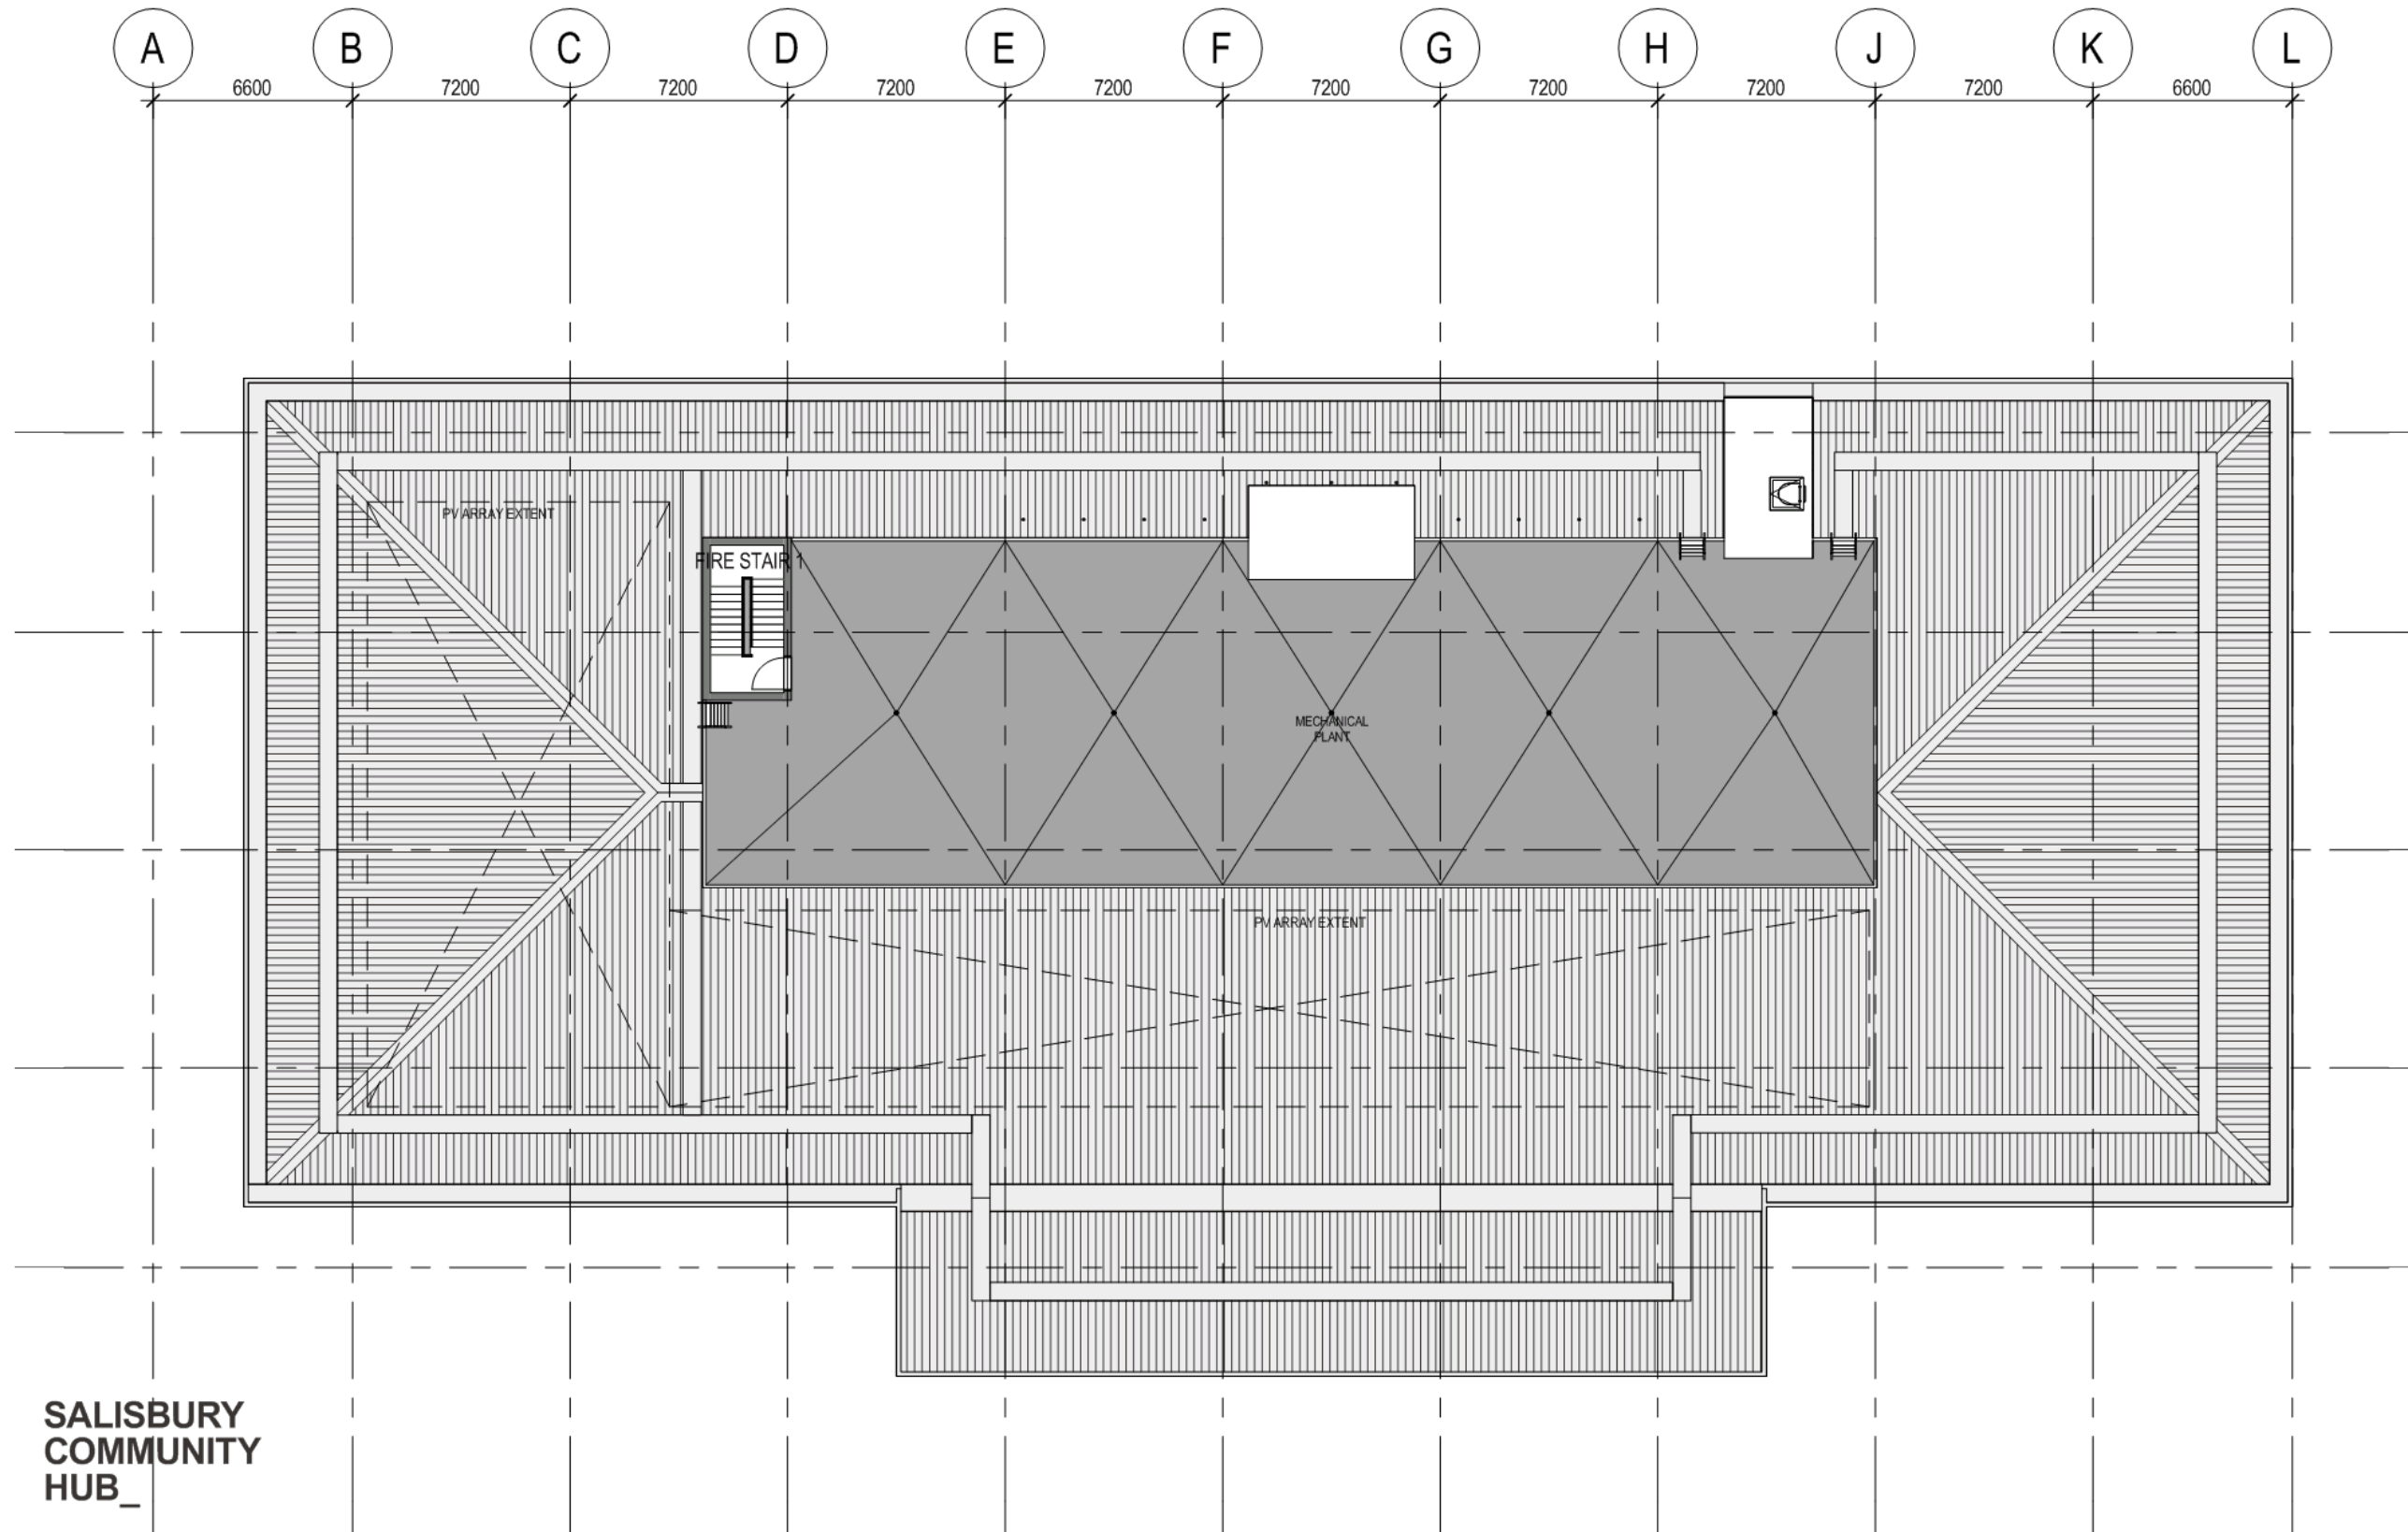 A B C D E F G H J K L
6600 7200 7200 7200 7200 7200 7200 7200 7200 6600
PV ARRAY EXTENT
FIRE STAIR 1
MECHANICAL
PLANT
PV ARRAY EXTENT
SALISBURY
COMMUNITY
HUB_